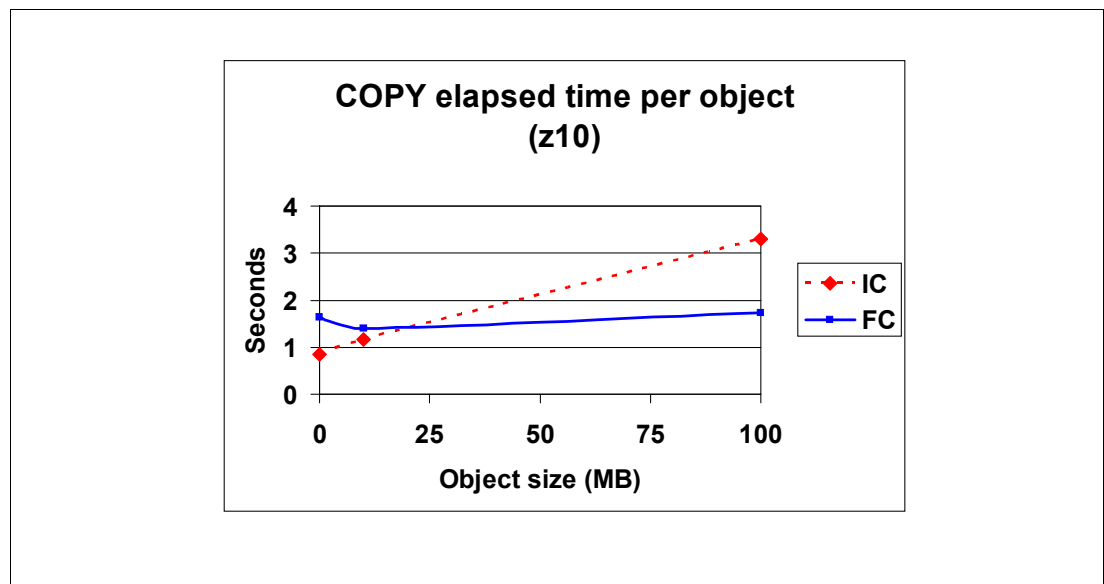 COPY elapsed time per object
(z10)
4
3
2
1
0
Seconds
0 25 50 75 100
Object size (MB)
IC
FC